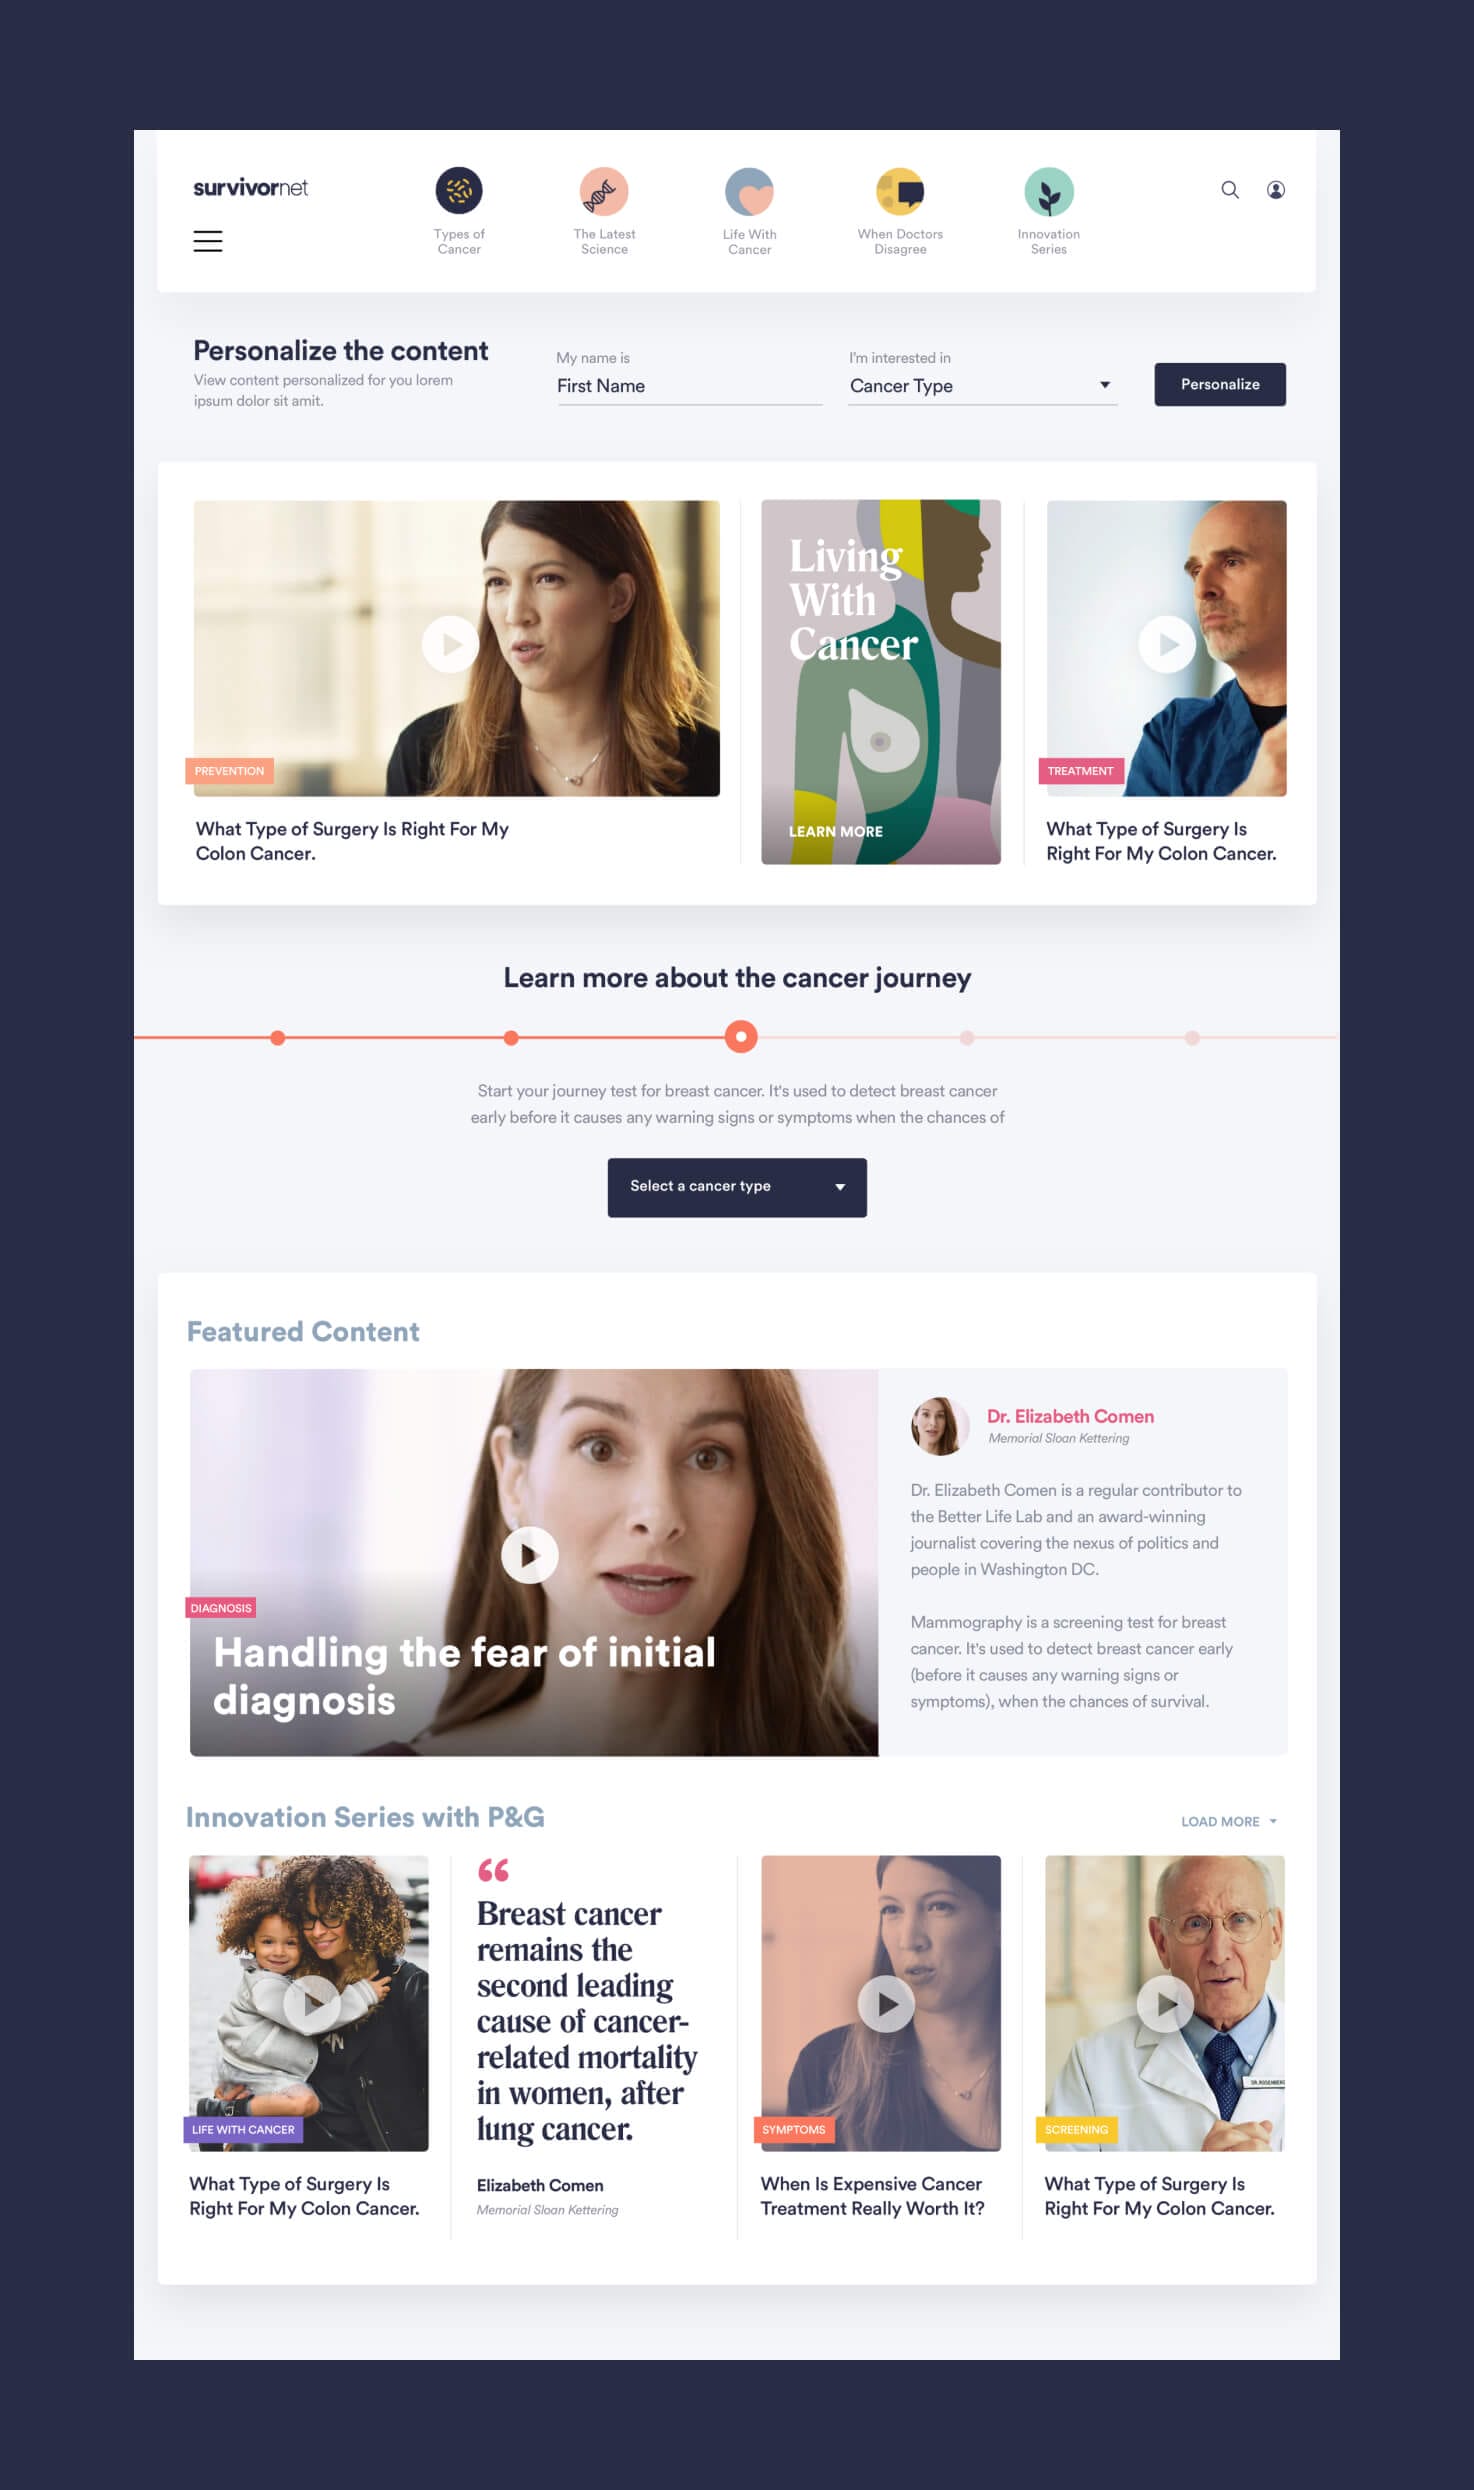 survivornet
Types of
Cancer
The Latest
Science
Life With
Cancer
When Doctors
Disagree
Innovation
Series
Personalize the content
View content personalized for you lorem
ipsum dolor sit amit.
My name is
First Name
I'm interested in
Cancer Type
Personalize
PREVENTION
What Type of Surgery Is Right For My
Colon Cancer.
Living
With
Cancer
LEARN MORE
TREATMENT
What Type of Surgery Is
Right For My Colon Cancer.
Learn more about the cancer journey
Start your journey test for breast cancer. It's used to detect breast cancer
early before it causes any warning signs or symptoms when the chances of
Select a cancer type
Featured Content
DIAGNOSIS
Handling the fear of initial
diagnosis
Dr. Elizabeth Comen
Memorial Sloan Kettering
Dr. Elizabeth Comen is a regular contributor to
the Better Life Lab and an award-winning
journalist covering the nexus of politics and
people in Washington DC.
Mammography is a screening test for breast
cancer. It's used to detect breast cancer early
(before it causes any warning signs or
symptoms), when the chances of survival.
Innovation Series with P&G
LOAD MORE
LIFE WITH CANCER
What Type of Surgery Is
Right For My Colon Cancer.
“
Breast cancer
remains the
second leading
cause of cancer-
related mortality
in women, after
lung cancer.
Elizabeth Comen
Memorial Sloan Kettering
SYMPTOMS
When Is Expensive Cancer
Treatment Really Worth It?
DR. ROSENBERG
SCREENING
What Type of Surgery Is
Right For My Colon Cancer.